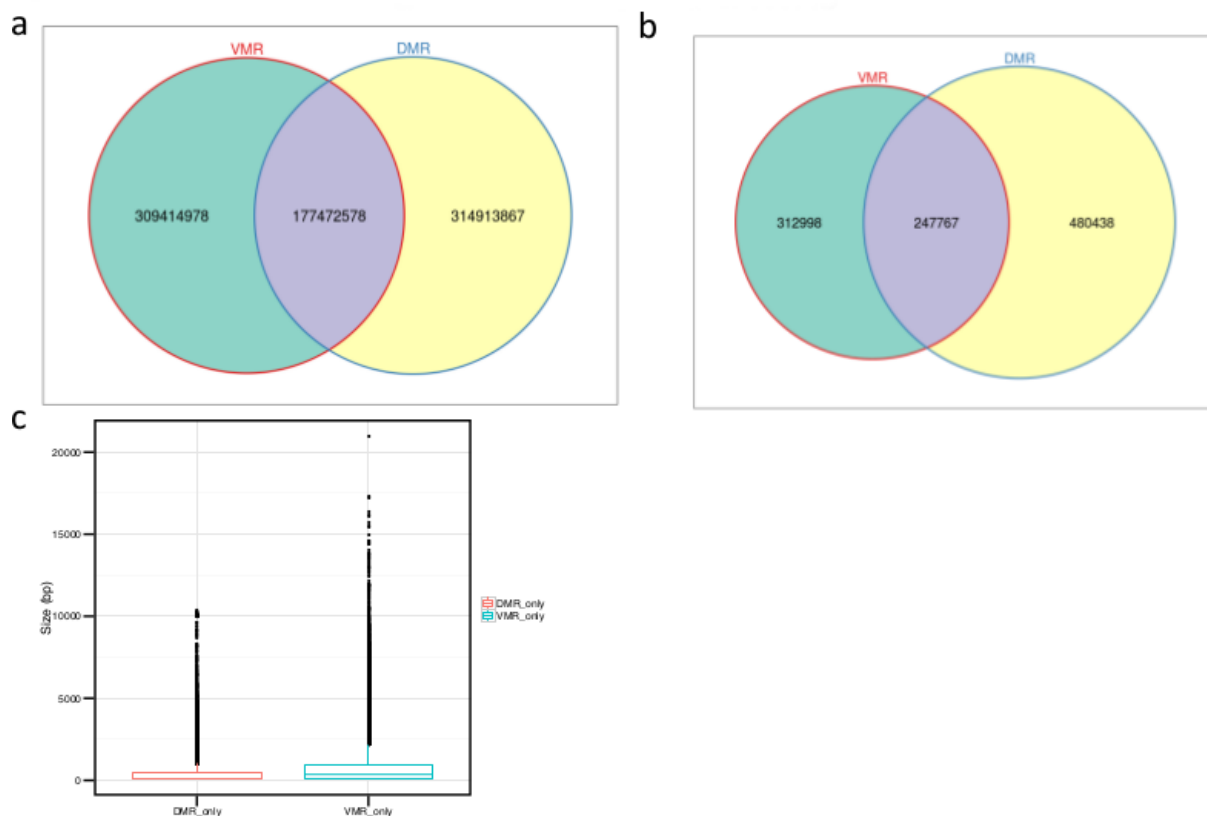 a
VMR
DMR
309414978
177472578
314913867
b
VMR
DMR
312998
247767
480438
c
20000
15000
10000
5000
0
Size (bp)
DMR_only
VMR_only
DMR_only
VMR_only